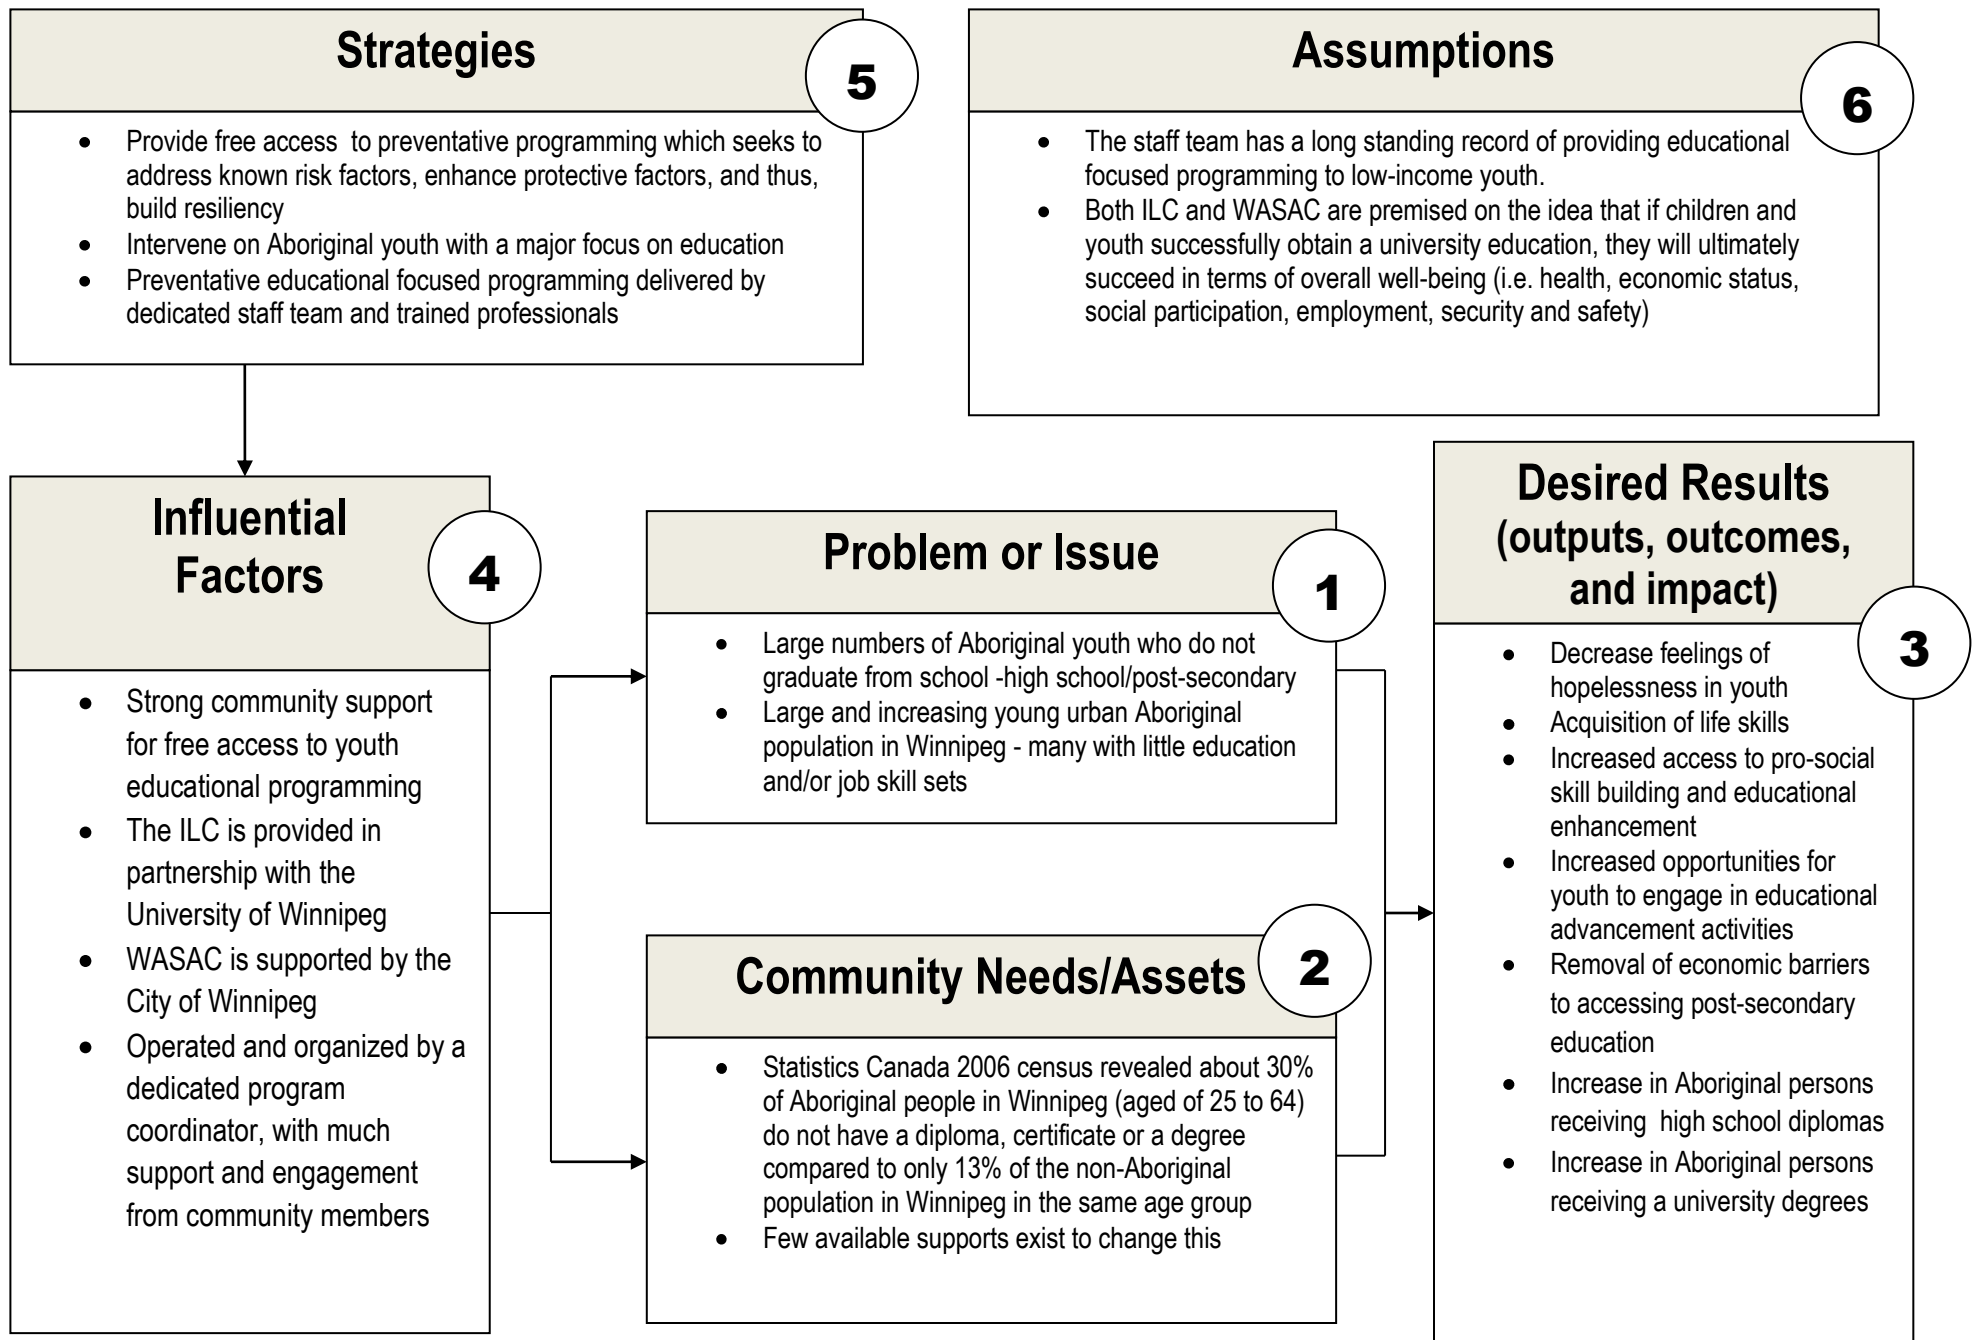 Strategies
5
• Provide free access  to preventative programming which seeks to
address known risk factors, enhance protective factors, and thus,
build resiliency
• Intervene on Aboriginal youth with a major focus on education
• Preventative educational focused programming delivered by
dedicated staff team and trained professionals
Assumptions
6
• The staff team has a long standing record of providing educational
focused programming to low-income youth.
• Both ILC and WASAC are premised on the idea that if children and
youth successfully obtain a university education, they will ultimately
succeed in terms of overall well-being (i.e. health, economic status,
social participation, employment, security and safety)
Influential
Factors
4
• Strong community support
for free access to youth
educational programming
• The ILC is provided in
partnership with the
University of Winnipeg
• WASAC is supported by the
City of Winnipeg
• Operated and organized by a
dedicated program
coordinator, with much
support and engagement
from community members
Problem or Issue
1
• Large numbers of Aboriginal youth who do not
graduate from school -high school/post-secondary
• Large and increasing young urban Aboriginal
population in Winnipeg - many with little education
and/or job skill sets
Community Needs/Assets
2
• Statistics Canada 2006 census revealed about 30%
of Aboriginal people in Winnipeg (aged of 25 to 64)
do not have a diploma, certificate or a degree
compared to only 13% of the non-Aboriginal
population in Winnipeg in the same age group
• Few available supports exist to change this
Desired Results
(outputs, outcomes,
and impact)
3
• Decrease feelings of
hopelessness in youth
• Acquisition of life skills
• Increased access to pro-social
skill building and educational
enhancement
• Increased opportunities for
youth to engage in educational
advancement activities
• Removal of economic barriers
to accessing post-secondary
education
• Increase in Aboriginal persons
receiving  high school diplomas
• Increase in Aboriginal persons
receiving a university degrees